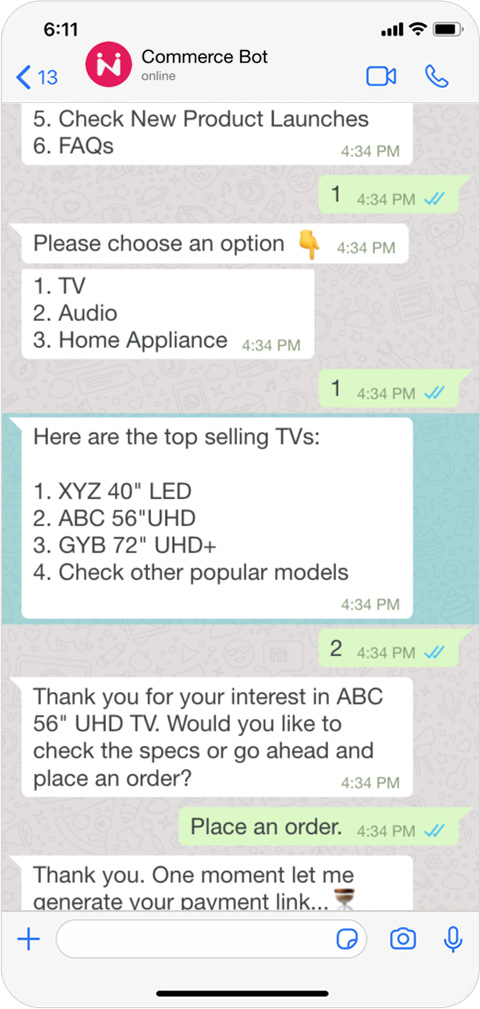 6:11
13
Commerce Bot
online
5. Check New Product Launches
6. FAQs
4:34 PM
1 4:34 PM
Please choose an option 👇 4:34 PM
1. TV
2. Audio
3. Home Appliance 4:34 PM
1 4:34 PM
Here are the top selling TVs:
1. XYZ 40" LED
2. ABC 56"UHD
3. GYB 72" UHD+
4. Check other popular models
4:34 PM
2 4:34 PM
Thank you for your interest in ABC
56" UHD TV. Would you like to
check the specs or go ahead and
place an order? 4:34 PM
Place an order. 4:34 PM
Thank you. One moment let me
generate your payment link...